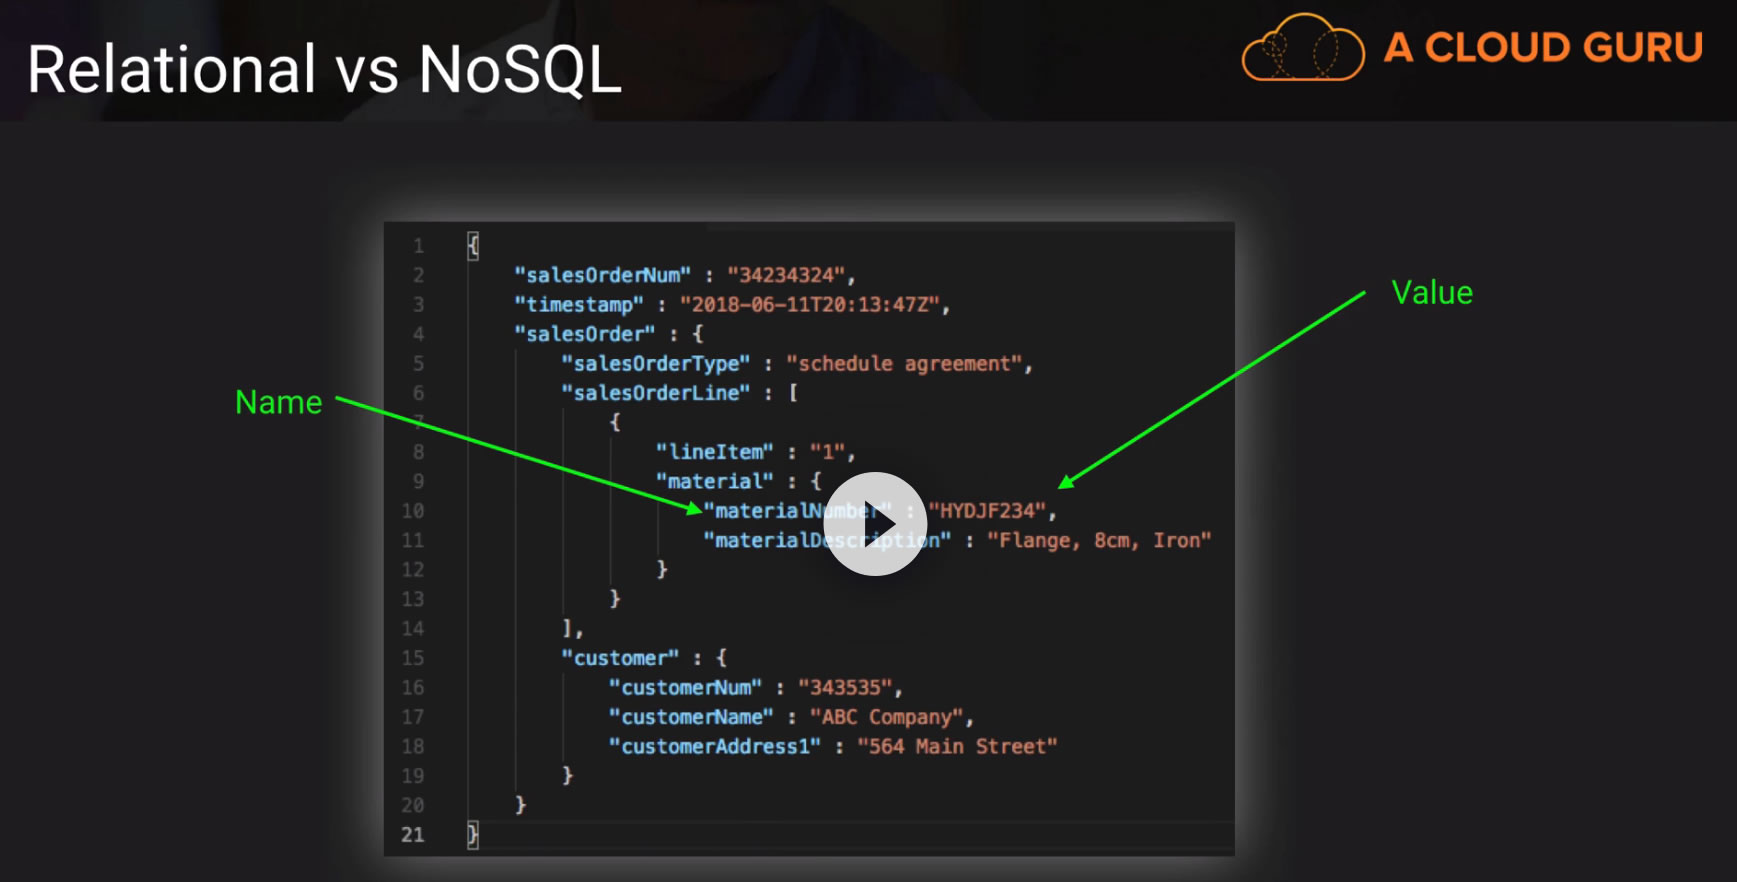 Relational vs NoSQL
A CLOUD GURU
Name
Value
1 {
2 "salesOrderNum" : "34234324",
3 "timestamp" : "2018-06-11T20:13:47Z",
4 "salesOrder" : {
5 "salesOrderType" : "schedule agreement",
6 "salesOrderLine" : [
7 {
8 "lineItem" : "1",
9 "material" : {
10 "materialNumber" : "HYDJF234",
11 "materialDescription" : "Flange, 8cm, Iron"
12 }
13 }
14 ],
15 "customer" : {
16 "customerNum" : "343535",
17 "customerName" : "ABC Company",
18 "customerAddress1" : "564 Main Street"
19 }
20 }
21 }